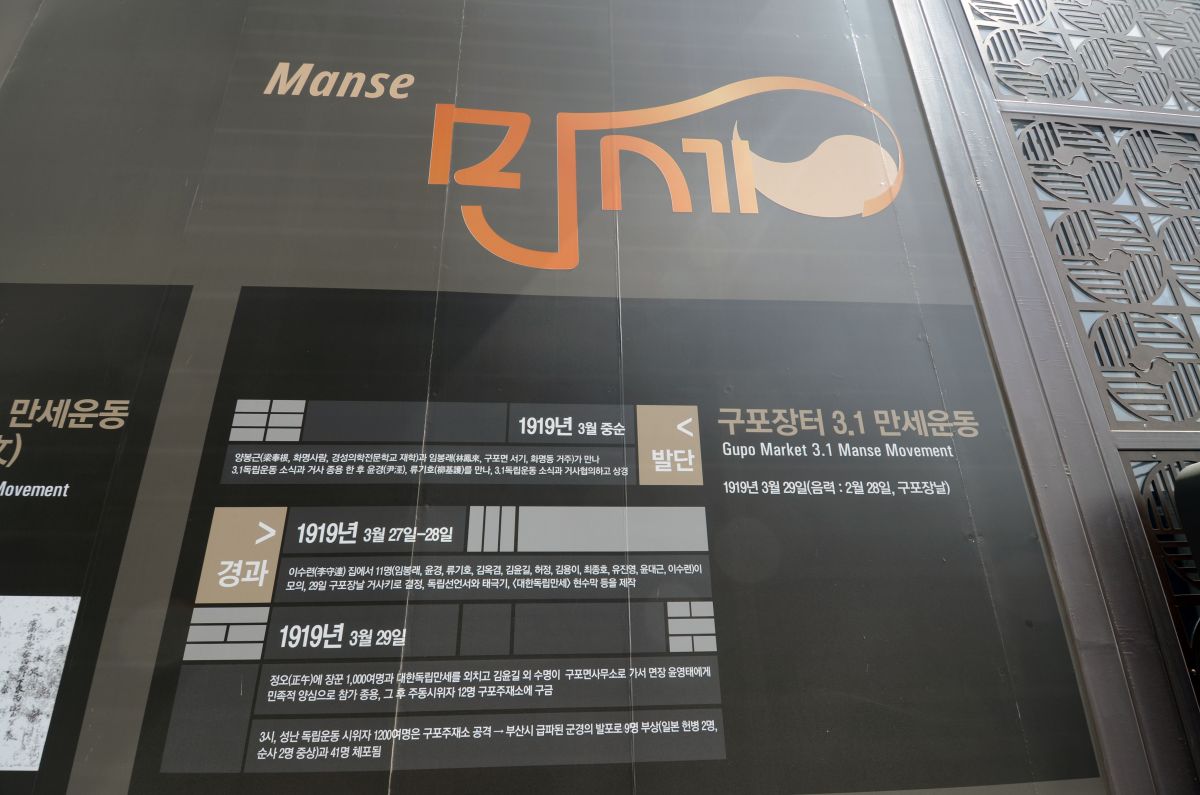 Manse
만세운동
Movement
구포장터 3.1 만세운동
Gupo Market 3.1 Manse Movement
1919년 3월 29일(음력 : 2월 28일, 구포장날)
1919년 3월 중순
<
발단
양봉근(梁奉根, 화명사람, 경성의학전문학교 재학)과 임봉래(林鳳來, 구포면 서기, 화명동 거주)가 만나
3.1독립운동 소식과 거사 종용 한 후 윤경(尹涇), 류기호(柳基護)를 만나, 3.1독립운동 소식과 거사협의하고 상경
>
경과
1919년 3월 27일-28일
이수련(李守連) 집에서 11명(임봉래, 윤경, 류기호, 김옥겸, 김윤길, 허정, 김용이, 최종호, 유진영, 윤대근, 이수련)이
모의, 29일 구포장날 거사키로 결정, 독립선언서와 태극기, <대한독립만세> 현수막 등을 제작
1919년 3월 29일
정오(正午)에 장꾼 1,000여명과 대한독립만세를 외치고 김윤길 외 수명이 구포면사무소로 가서 면장 윤영태에게
민족적 양심으로 참가 종용, 그 후 주동시위자 12명 구포주재소에 구금
3시, 성난 독립운동 시위자 1200여명은 구포주재소 공격 → 부산시 급파된 군경의 발포로 9명 부상(일본 헌병 2명,
순사 2명 중상)과 41명 체포됨